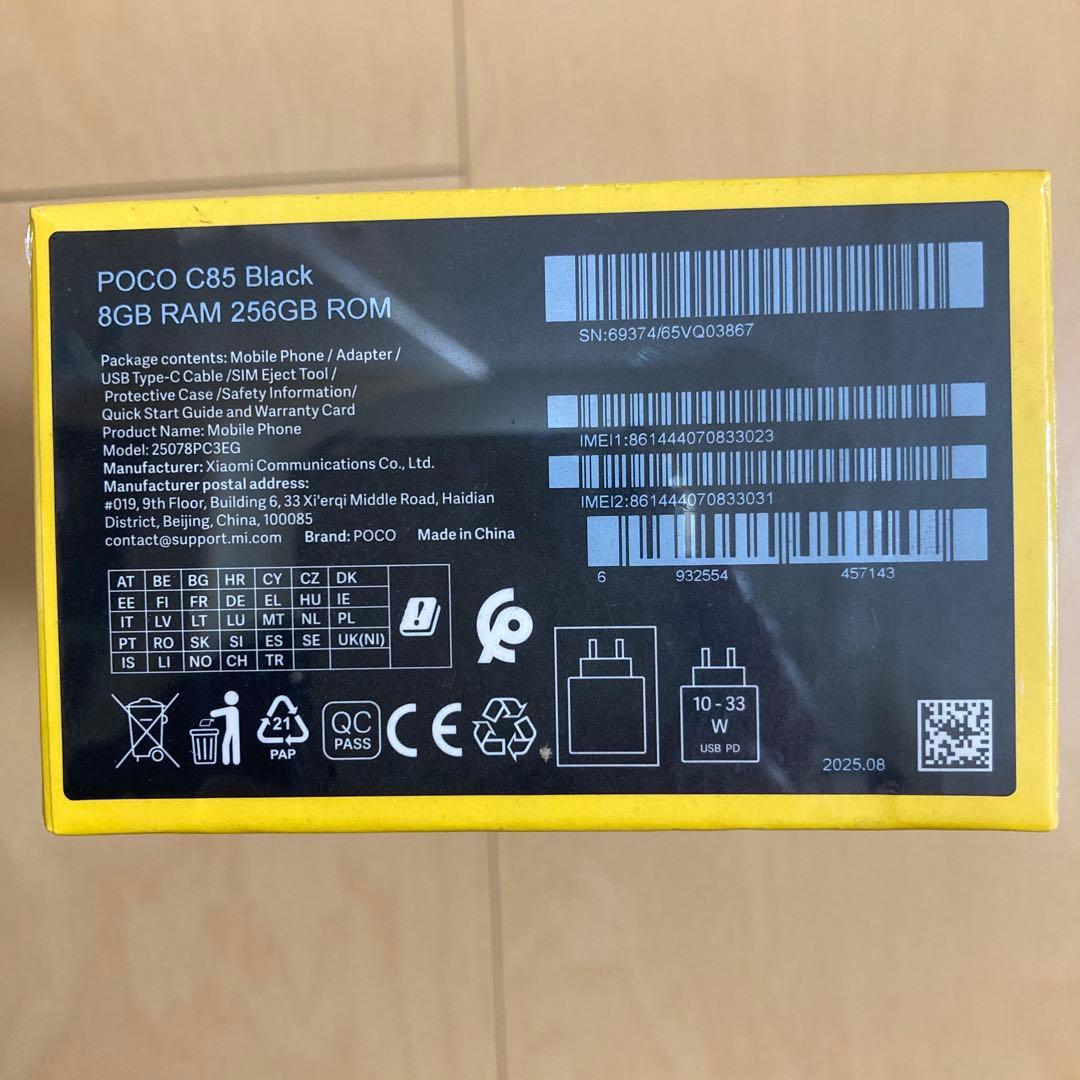 POCO C85 Black
8GB RAM 256GB ROM
Package contents: Mobile Phone / Adapter /
USB Type-C Cable /SIM Eject Tool /
Protective Case /Safety Information/
Quick Start Guide and Warranty Card
Product Name: Mobile Phone
Model: 25078PC3EG
Manufacturer: Xiaomi Communications Co., Ltd.
Manufacturer postal address:
#019, 9th Floor, Building 6, 33 Xi'erqi Middle Road, Haidian
District, Beijing, China, 100085
contact@support.mi.com Brand: POCO Made in China
SN:69374/65VQ03867
IMEI1:861444070833023
IMEI2:861444070833031
6 932554 457143
AT BE BG HR CY CZ DK
EE FI FR DE EL HU IE
IT LV LT LU MT NL PL
PT RO SK SI ES SE UK(NI)
IS LI NO CH TR
21
PAP
QC
PASS
CE
10 - 33
W
USB PD
2025.08